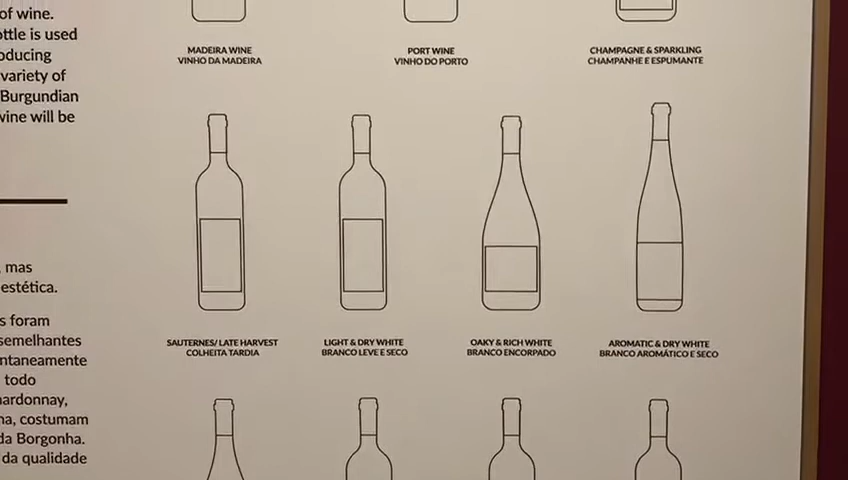 of wine.
ottle is used
oducing
variety of
Burgundian
wine will be
, mas
estética.
s foram
semelhantes
ntaneamente
todo
hardonnay,
na, costumam
da Borgonha.
da qualidade
MADEIRA WINE
VINHO DA MADEIRA
PORT WINE
VINHO DO PORTO
CHAMPAGNE & SPARKLING
CHAMPANHE E ESPUMANTE
SAUTERNES/ LATE HARVEST
COLHEITA TARDIA
LIGHT & DRY WHITE
BRANCO LEVE E SECO
OAKY & RICH WHITE
BRANCO ENCORPADO
AROMATIC & DRY WHITE
BRANCO AROMÁTICO E SECO